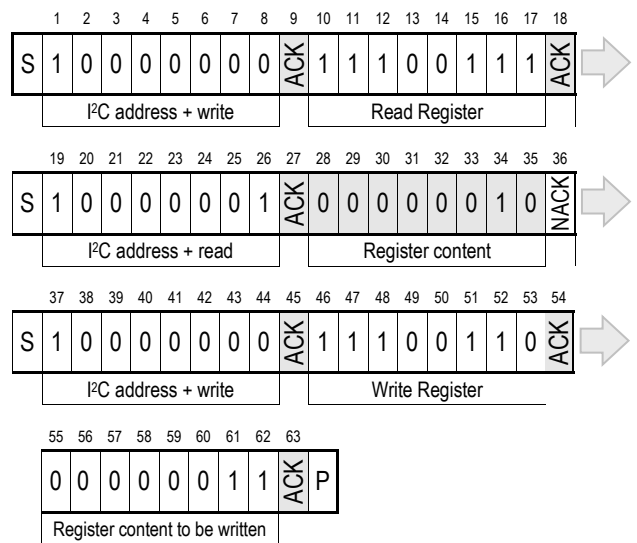 1 2 3 4 5 6 7 8 9 10 11 12 13 14 15 16 17 18
S 1 0 0 0 0 0 0 0 ACK 1 1 1 0 0 1 1 1 ACK
I²C address + write Read Register
19 20 21 22 23 24 25 26 27 28 29 30 31 32 33 34 35 36
S 1 0 0 0 0 0 0 1 ACK 0 0 0 0 0 0 1 0 NACK
I²C address + read Register content
37 38 39 40 41 42 43 44 45 46 47 48 49 50 51 52 53 54
S 1 0 0 0 0 0 0 0 ACK 1 1 1 0 0 1 1 0 ACK
I²C address + write Write Register
55 56 57 58 59 60 61 62 63
0 0 0 0 0 0 1 1 ACK P
Register content to be written